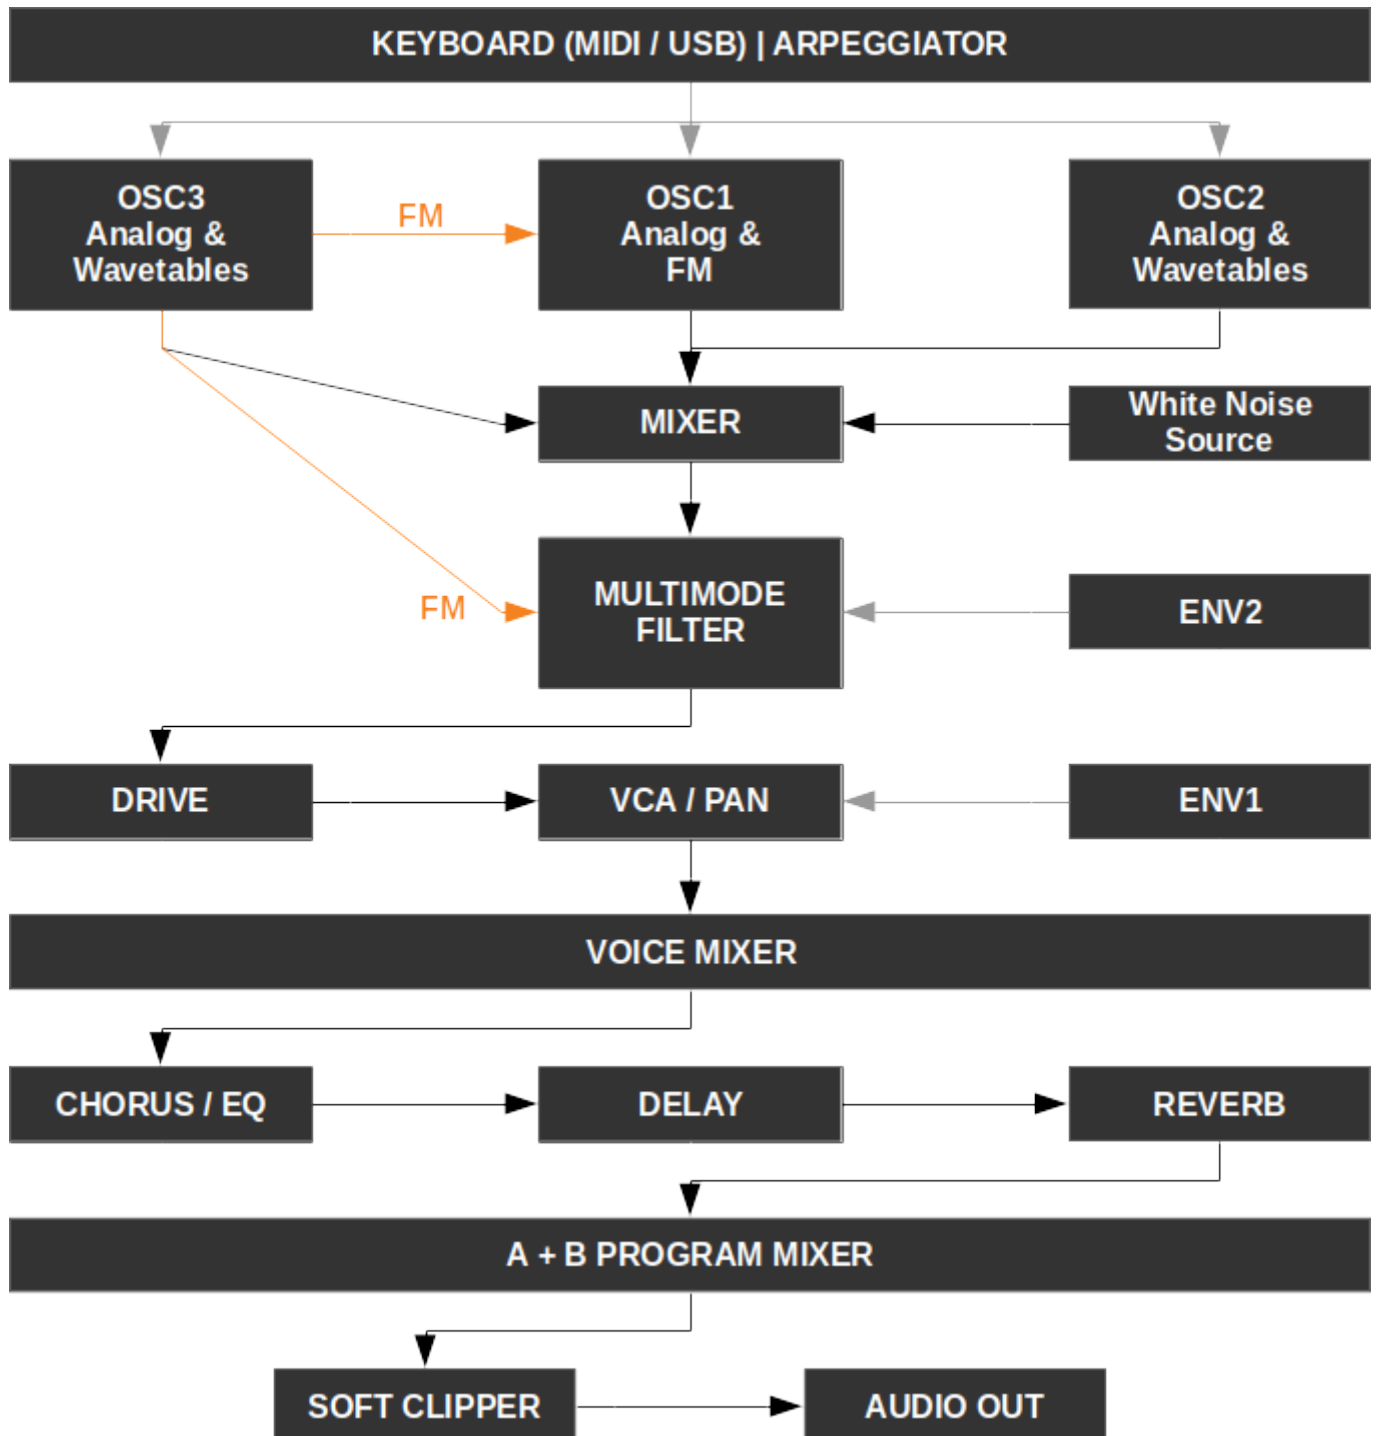 KEYBOARD (MIDI / USB) | ARPEGGIATOR
OSC3
Analog &
Wavetables
FM
OSC1
Analog &
FM
OSC2
Analog &
Wavetables
MIXER
White Noise
Source
FM
MULTIMODE
FILTER
ENV2
DRIVE
VCA / PAN
ENV1
VOICE MIXER
CHORUS / EQ
DELAY
REVERB
A + B PROGRAM MIXER
SOFT CLIPPER
AUDIO OUT